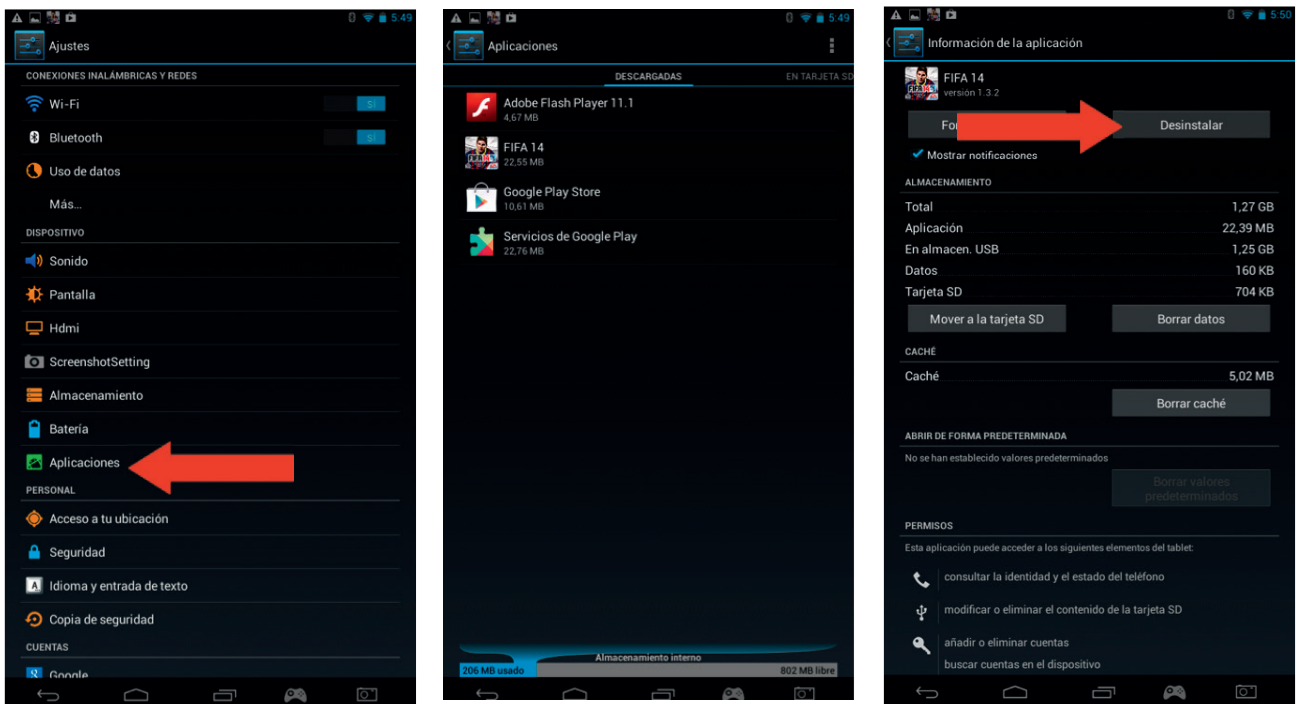 5:49
Ajustes
CONEXIONES INALÁMBRICAS Y REDES
Wi-Fi
SÍ
Bluetooth
SÍ
Uso de datos
Más...
DISPOSITIVO
Sonido
Pantalla
Hdmi
ScreenshotSetting
Almacenamiento
Batería
Aplicaciones
PERSONAL
Acceso a tu ubicación
Seguridad
Idioma y entrada de texto
Copia de seguridad
CUENTAS
Google
5:49
Aplicaciones
DESCARGADAS
EN TARJETA SD
Adobe Flash Player 11.1
4,67 MB
FIFA 14
22,55 MB
Google Play Store
10,61 MB
Servicios de Google Play
22,76 MB
Almacenamiento interno
206 MB usado
802 MB libre
5:50
Información de la aplicación
FIFA 14
versión 1.3.2
Desinstalar
Mostrar notificaciones
ALMACENAMIENTO
Total 1,27 GB
Aplicación 22,39 MB
En almacen. USB 1,25 GB
Datos 160 KB
Tarjeta SD 704 KB
Mover a la tarjeta SD
Borrar datos
CACHÉ
Caché 5,02 MB
Borrar caché
ABRIR DE FORMA PREDETERMINADA
No se han establecido valores predeterminados
Borrar valores
predeterminados
PERMISOS
Esta aplicación puede acceder a los siguientes elementos del tablet:
consultar la identidad y el estado del teléfono
modificar o eliminar el contenido de la tarjeta SD
añadir o eliminar cuentas
buscar cuentas en el dispositivo